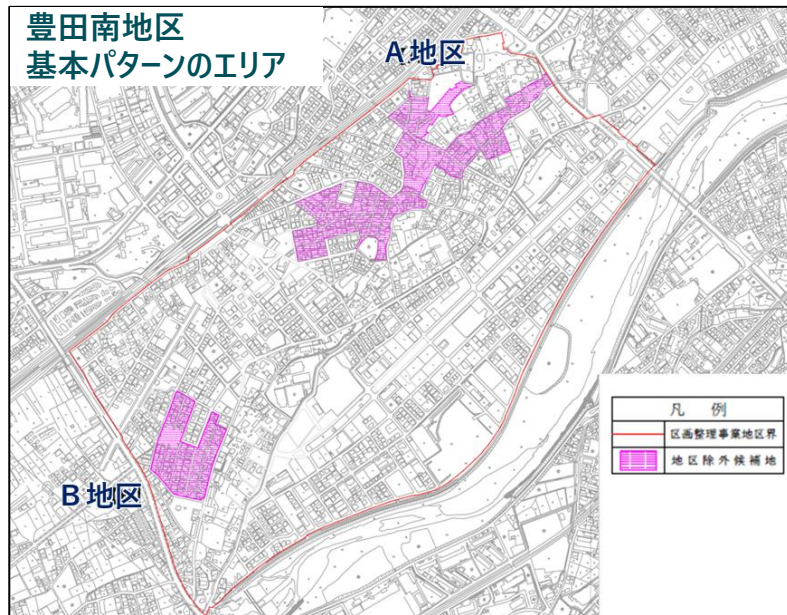 豊田南地区
基本パターンのエリア
A地区
B地区
凡 例
区画整理事業地区界
地区除外候補地